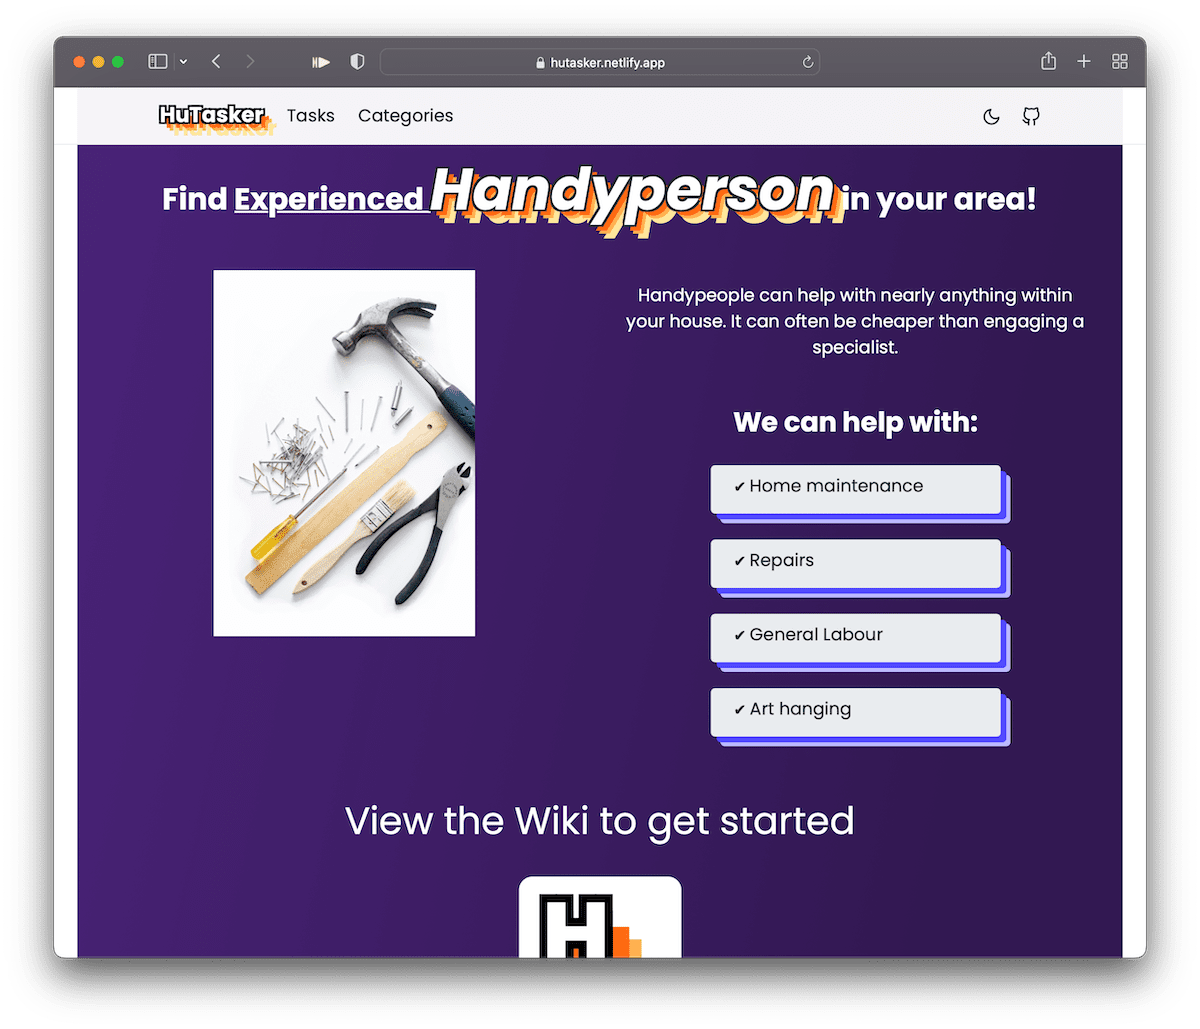 hutasker.netlify.app
HuTasker Tasks Categories
Find Experienced Handyperson in your area!
Handypeople can help with nearly anything within
your house. It can often be cheaper than engaging a
specialist.
We can help with:
✔ Home maintenance
✔ Repairs
✔ General Labour
✔ Art hanging
View the Wiki to get started
H